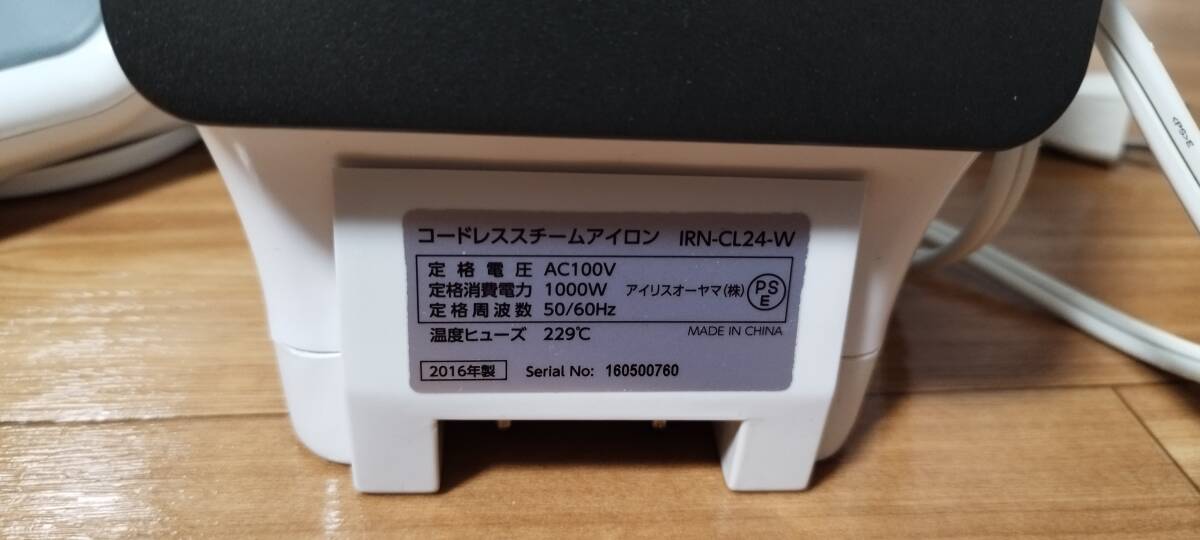 コードレススチームアイロン IRN-CL24-W
定格電圧 AC100V
定格消費電力 1000W アイリスオーヤマ(株) PSE
定格周波数 50/60Hz
温度ヒューズ 229℃ MADE IN CHINA
2016年製 Serial No: 160500760
<PS>E